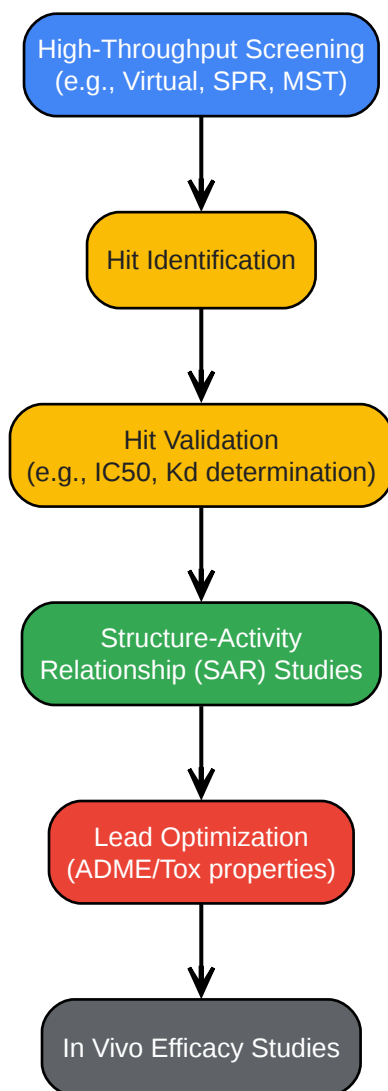 High-Throughput Screening
(e.g., Virtual, SPR, MST)
Hit Identification
Hit Validation
(e.g., IC50, Kd determination)
Structure-Activity
Relationship (SAR) Studies
Lead Optimization
(ADME/Tox properties)
In Vivo Efficacy Studies